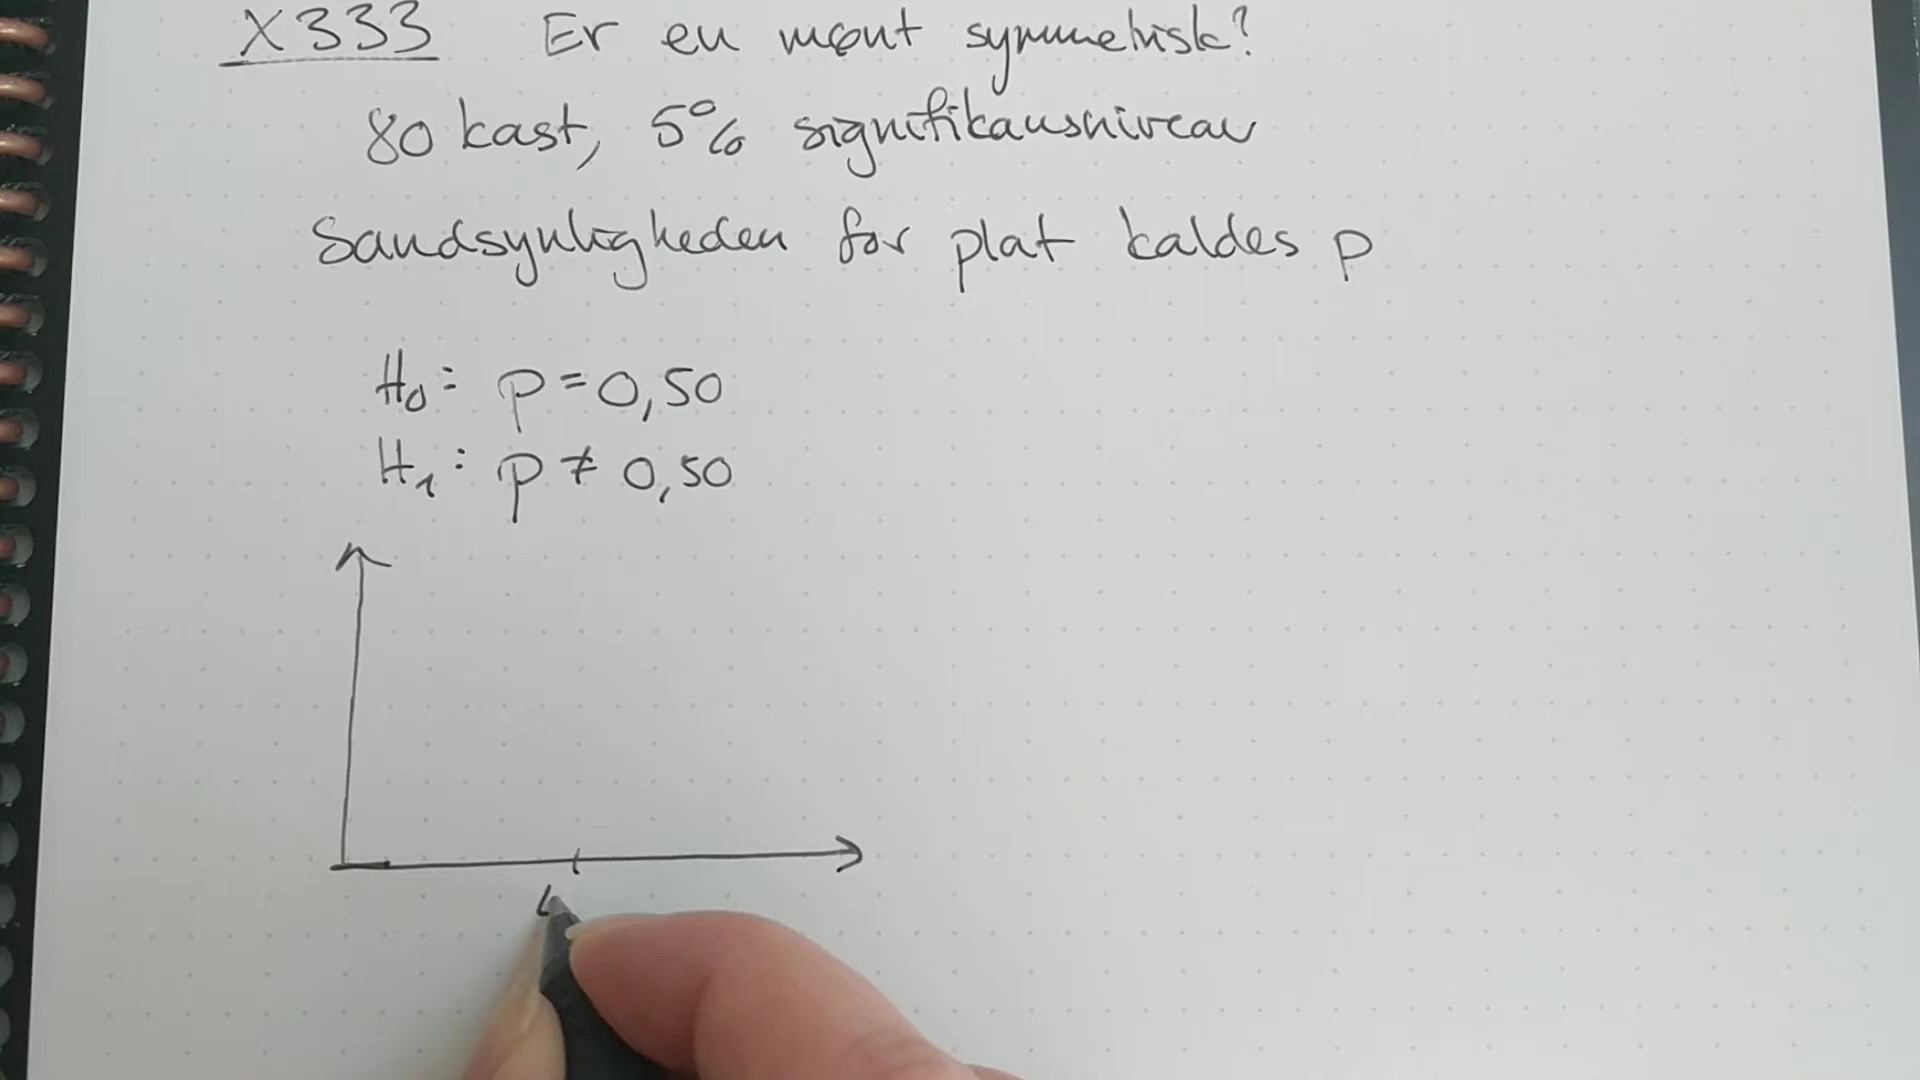 X333 Er en mønt symmetrisk?
80 kast, 5% signifikansniveau
Sandsynligheden for plat kaldes p
H₀: p=0,50
H₁: p ≠ 0,50